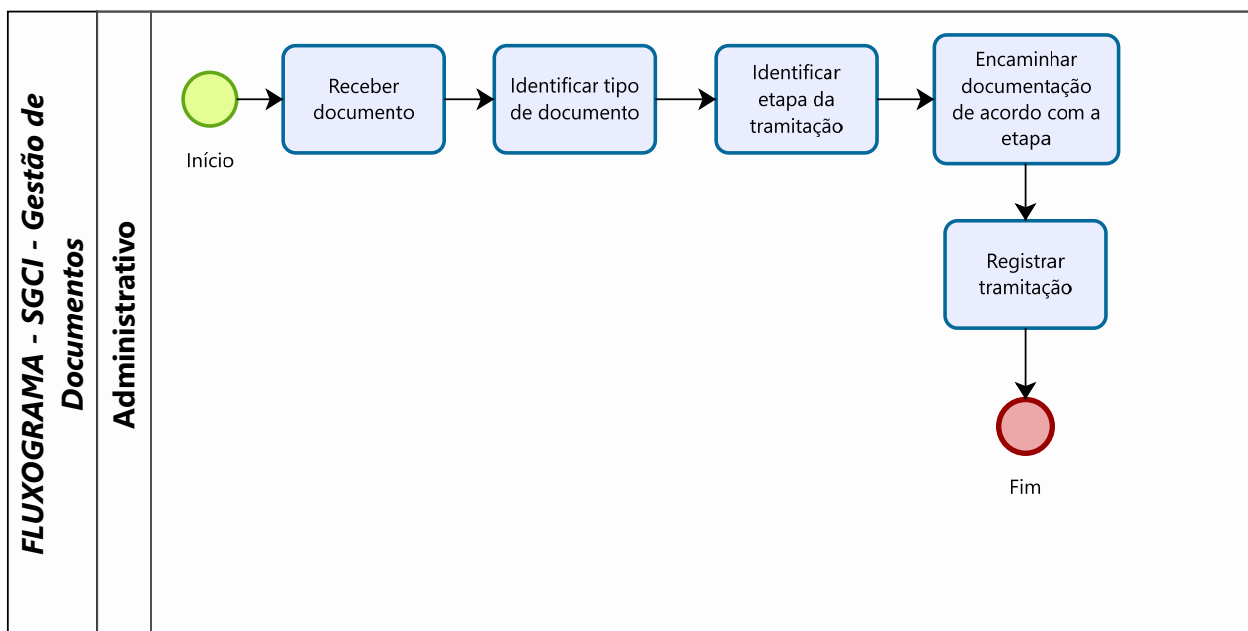 FLUXOGRAMA - SGCI - Gestão de
Documentos
Administrativo
Início
Receber
documento
Identificar tipo
de documento
Identificar
etapa da
tramitação
Encaminhar
documentação
de acordo com a
etapa
Registrar
tramitação
Fim